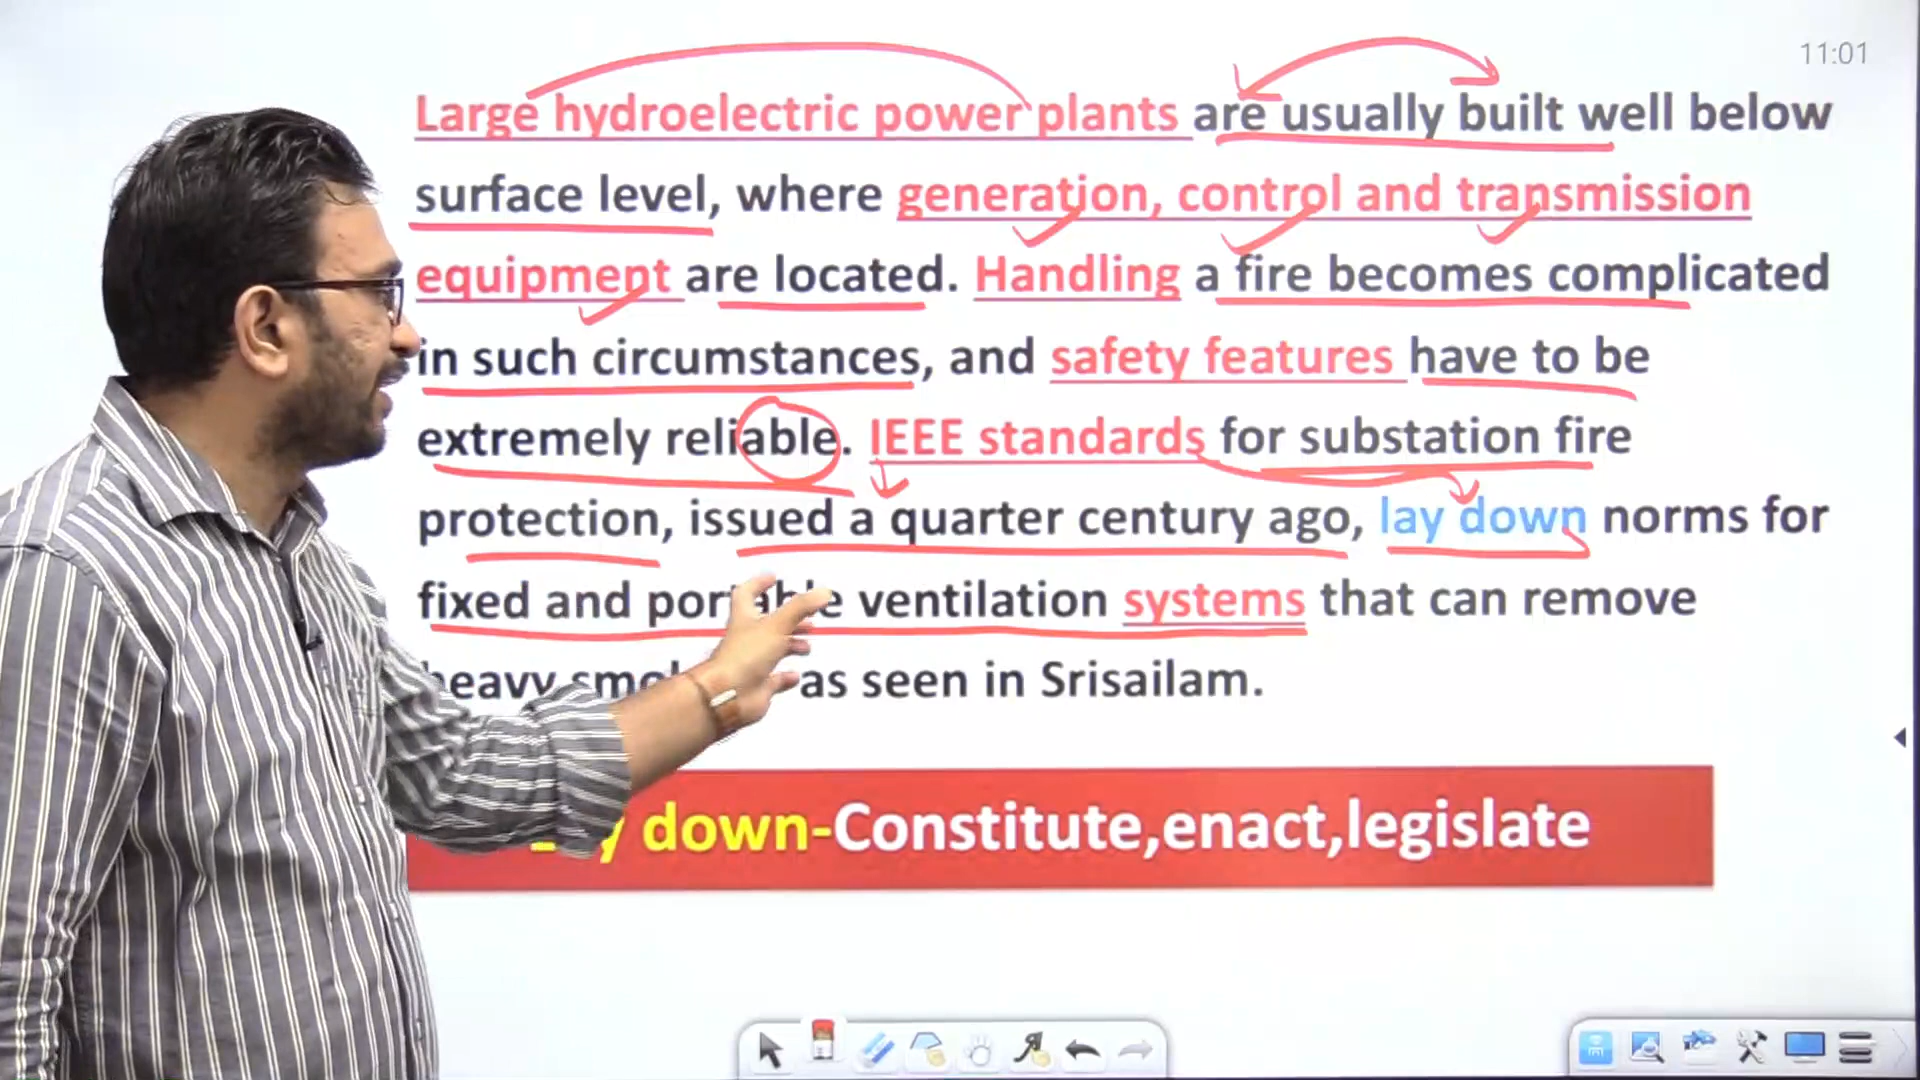 11:01
Large hydroelectric power plants are usually built well below
surface level, where generation, control and transmission
equipment are located. Handling a fire becomes complicated
in such circumstances, and safety features have to be
extremely reliable. IEEE standards for substation fire
protection, issued a quarter century ago, lay down norms for
fixed and portable ventilation systems that can remove
heavy as seen in Srisailam.
down-Constitute,enact,legislate